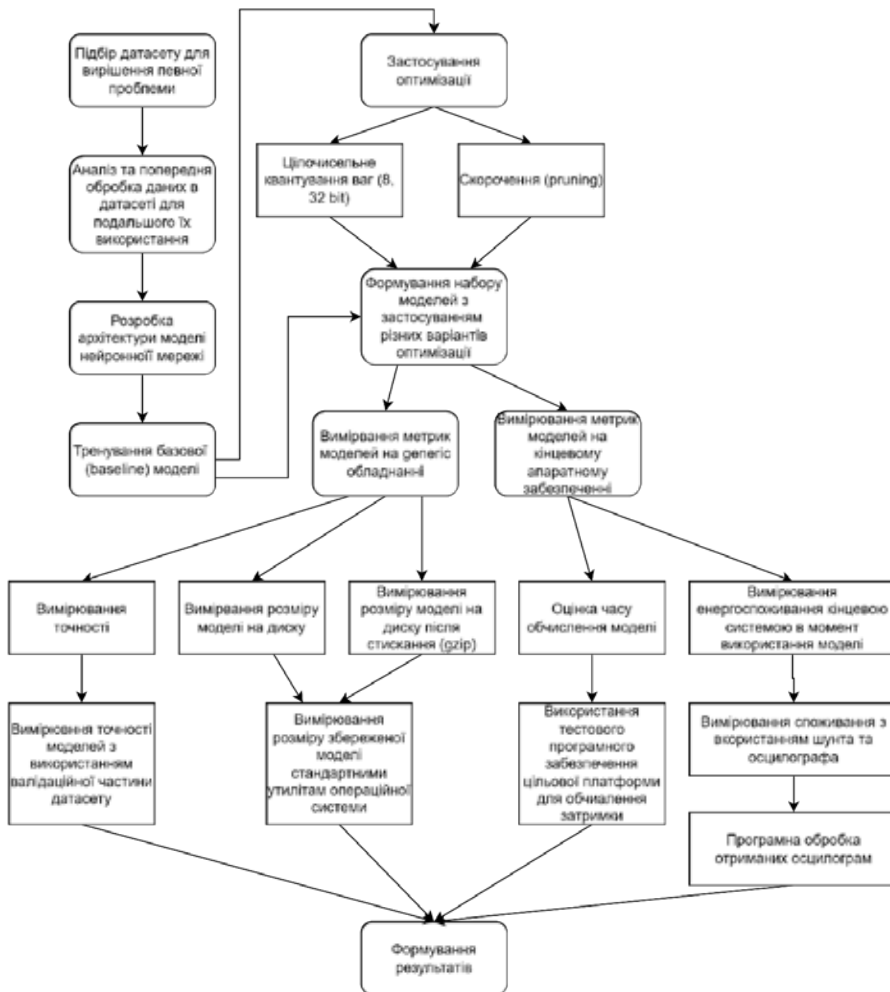 Підбір датасету для
вирішення певної
проблеми
Застосування
оптимізації
Аналіз та попередня
обробка даних в
датасеті для
подальшого їх
використання
Цілочисельне
квантування ваг (8,
32 bit)
Скорочення (pruning)
Розробка
архітектури моделі
нейронної мережі
Формування набору
моделей з
застосуванням
різних варіантів
оптимізації
Тренування базової
(baseline) моделі
Вимірвання метрик
моделей на generic
обладнанні
Вимірювання метрик
моделей на
кінцевому
апаратному
забезпеченні
Вимірювання
точності
Вимірвання розміру
моделі на диску
Вимірювання
розміру моделі на
диску після
стискання (gzip)
Оцінка часу
обчислення моделі
Вимірювання
енергоспоживання кінцевою
системою в момент
використання моделі
Вимірювння точності
моделей з
використанням
валідаційної частини
датасету
Вимірювання
розміру збереженої
моделі
стандартними
утилітам операційної
системи
Використання
тестового
програмного
забезпечення
цільової платформи
для обчиалення
затримки
Вимірювання споживання з
вкористанням шунта та
осцилографа
Програмна обробка
отриманих осцилограм
Формування
результатів